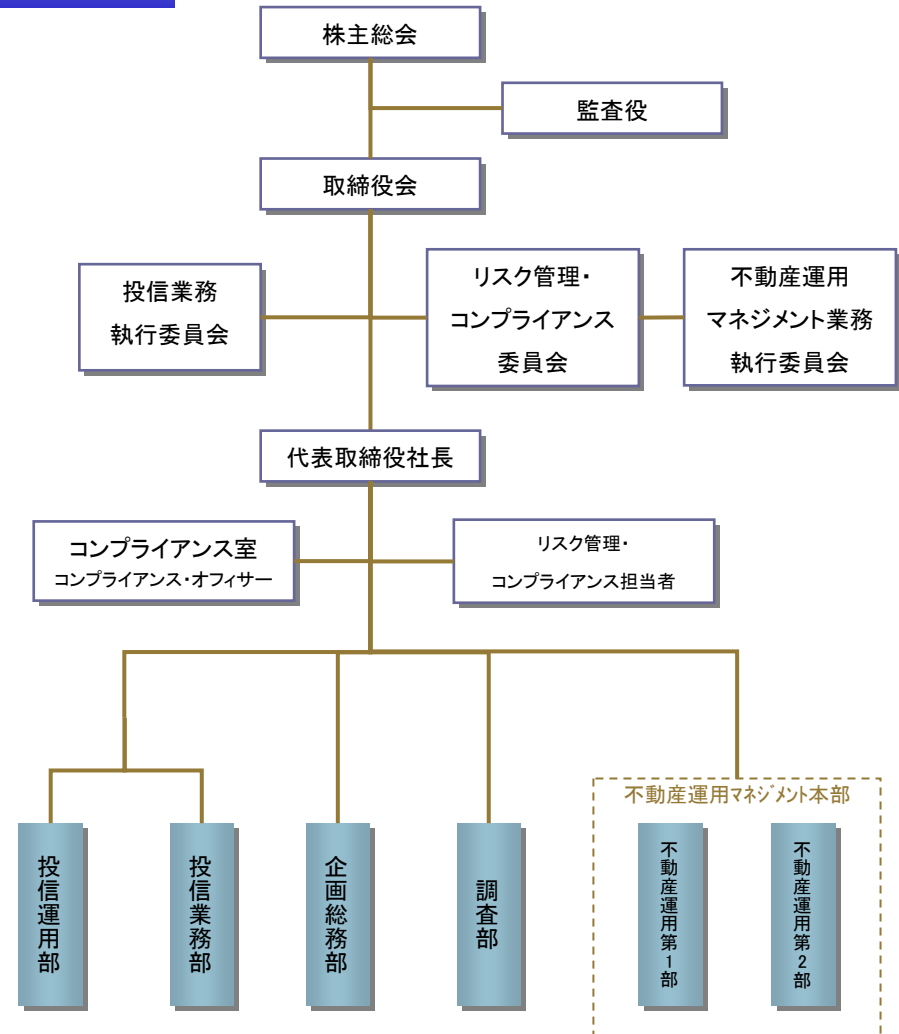 株主総会
監査役
取締役会
投信業務
執行委員会
リスク管理・
コンプライアンス
委員会
不動産運用
マネジメント業務
執行委員会
代表取締役社長
コンプライアンス室
コンプライアンス・オフィサー
リスク管理・
コンプライアンス担当者
不動産運用マネジメント本部
投信運用部
投信業務部
企画総務部
調査部
不動産運用第1部
不動産運用第2部